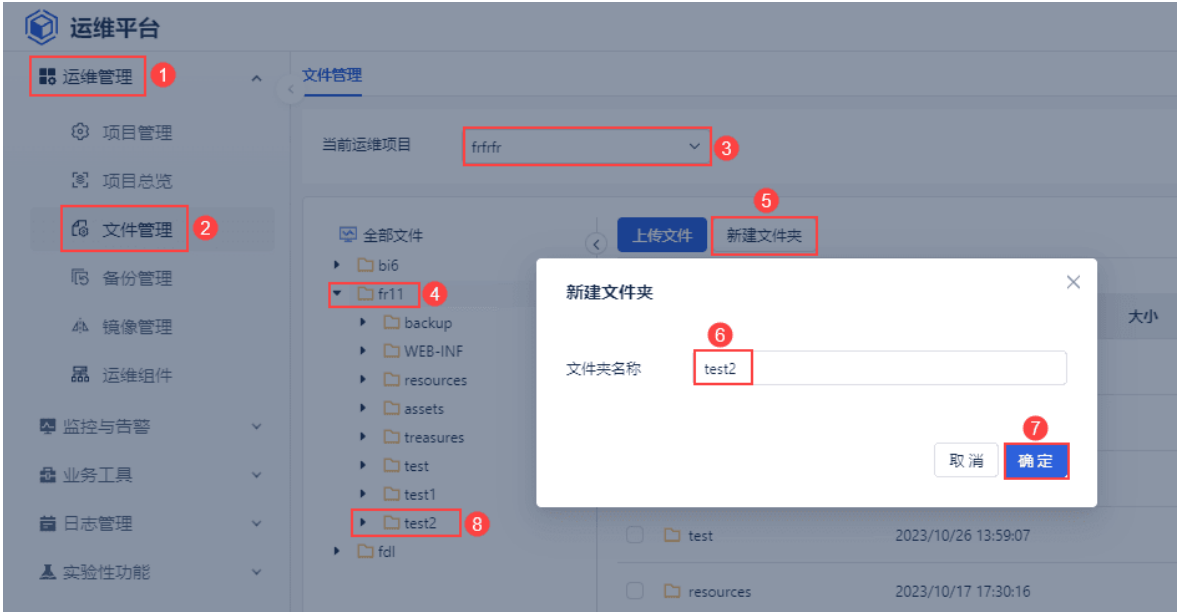 运维平台
运维管理 1
项目管理
项目总览
文件管理 2
备份管理
镜像管理
运维组件
监控与告警
业务工具
日志管理
实验性功能
文件管理
当前运维项目 frfrfr 3
全部文件
bi6
fr11 4
backup
WEB-INF
resources
assets
treasures
test
test1
test2 8
fdl
5
上传文件 新建文件夹
大小
新建文件夹
6
文件夹名称 test2
7
取消 确定
test 2023/10/26 13:59:07
resources 2023/10/17 17:30:16